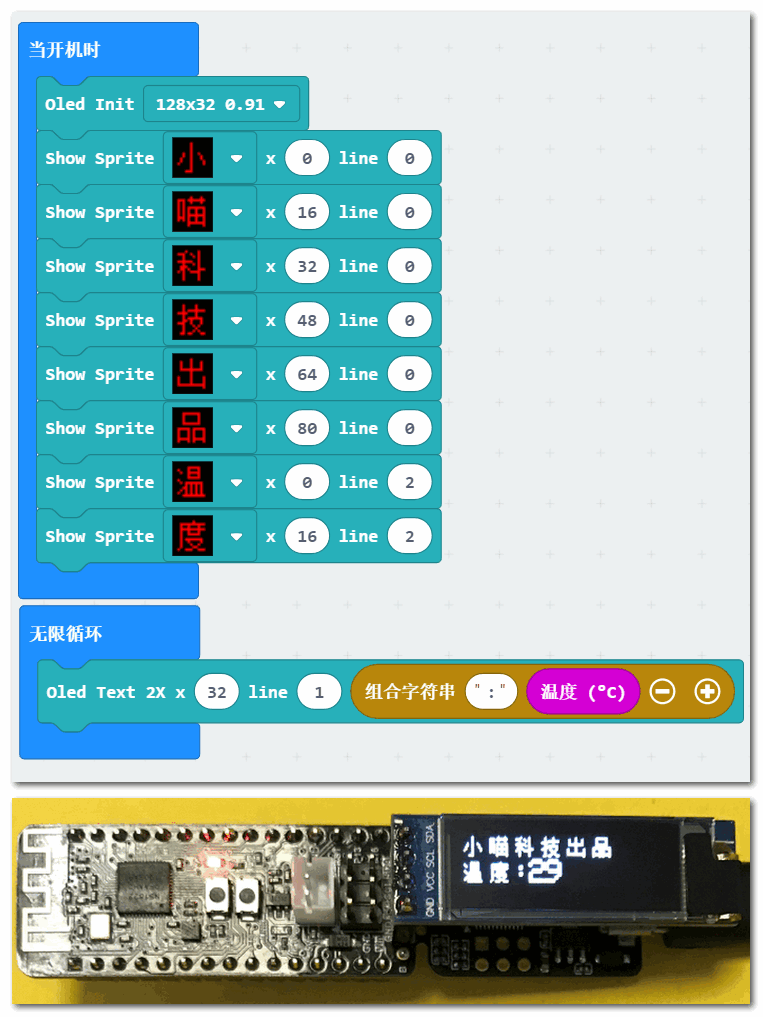 当开机时
Oled Init 128x32 0.91
Show Sprite 小 x 0 line 0
Show Sprite 喵 x 16 line 0
Show Sprite 科 x 32 line 0
Show Sprite 技 x 48 line 0
Show Sprite 出 x 64 line 0
Show Sprite 品 x 80 line 0
Show Sprite 温 x 0 line 2
Show Sprite 度 x 16 line 2
无限循环
Oled Text 2X x 32 line 1 组合字符串 ":" 温度 (°C)
小喵科技出品
温度:29
GND VCC SCL SDA